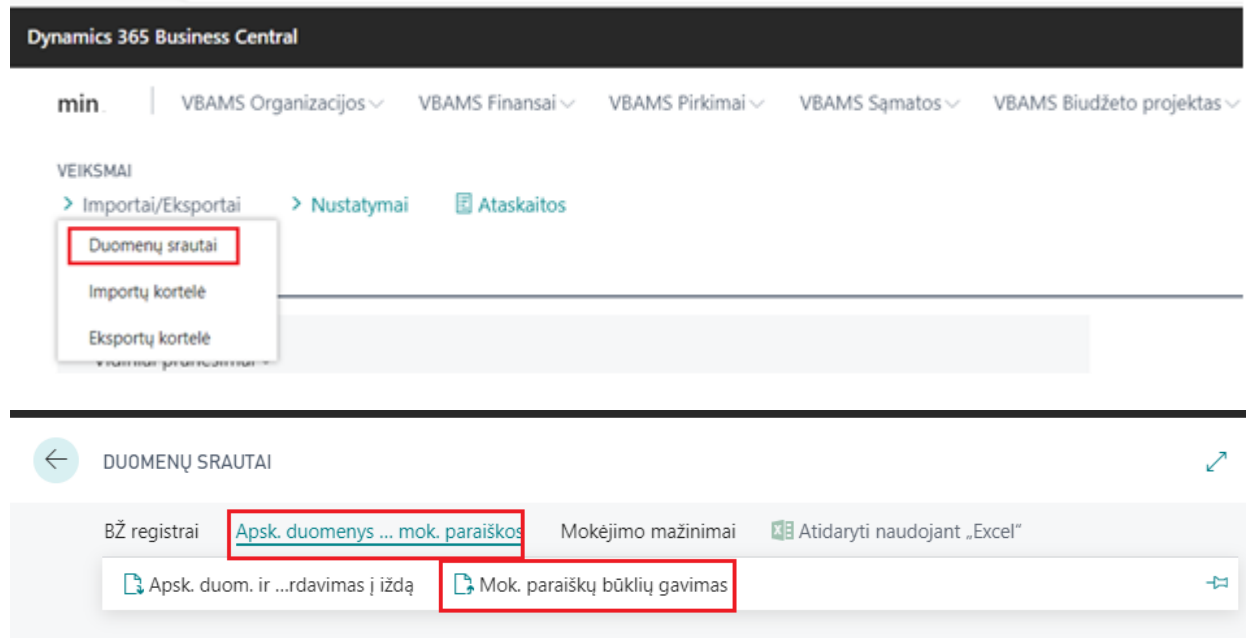 Dynamics 365 Business Central
min. VBAMS Organizacijos VBAMS Finansai VBAMS Pirkimai VBAMS Sąmatos VBAMS Biudžeto projektas
VEIKSMAI
Importai/Eksportai Nustatymai Ataskaitos
Duomenų srautai
Importų kortelė
Eksportų kortelė
Vidiniai pranešimai
DUOMENŲ SRAUTAI
BŽ registrai Apsk. duomenys ... mok. paraiškos Mokėjimo mažinimai Atidaryti naudojant „Excel“
Apsk. duom. ir ...rdavimas į iždą Mok. paraiškų būklių gavimas